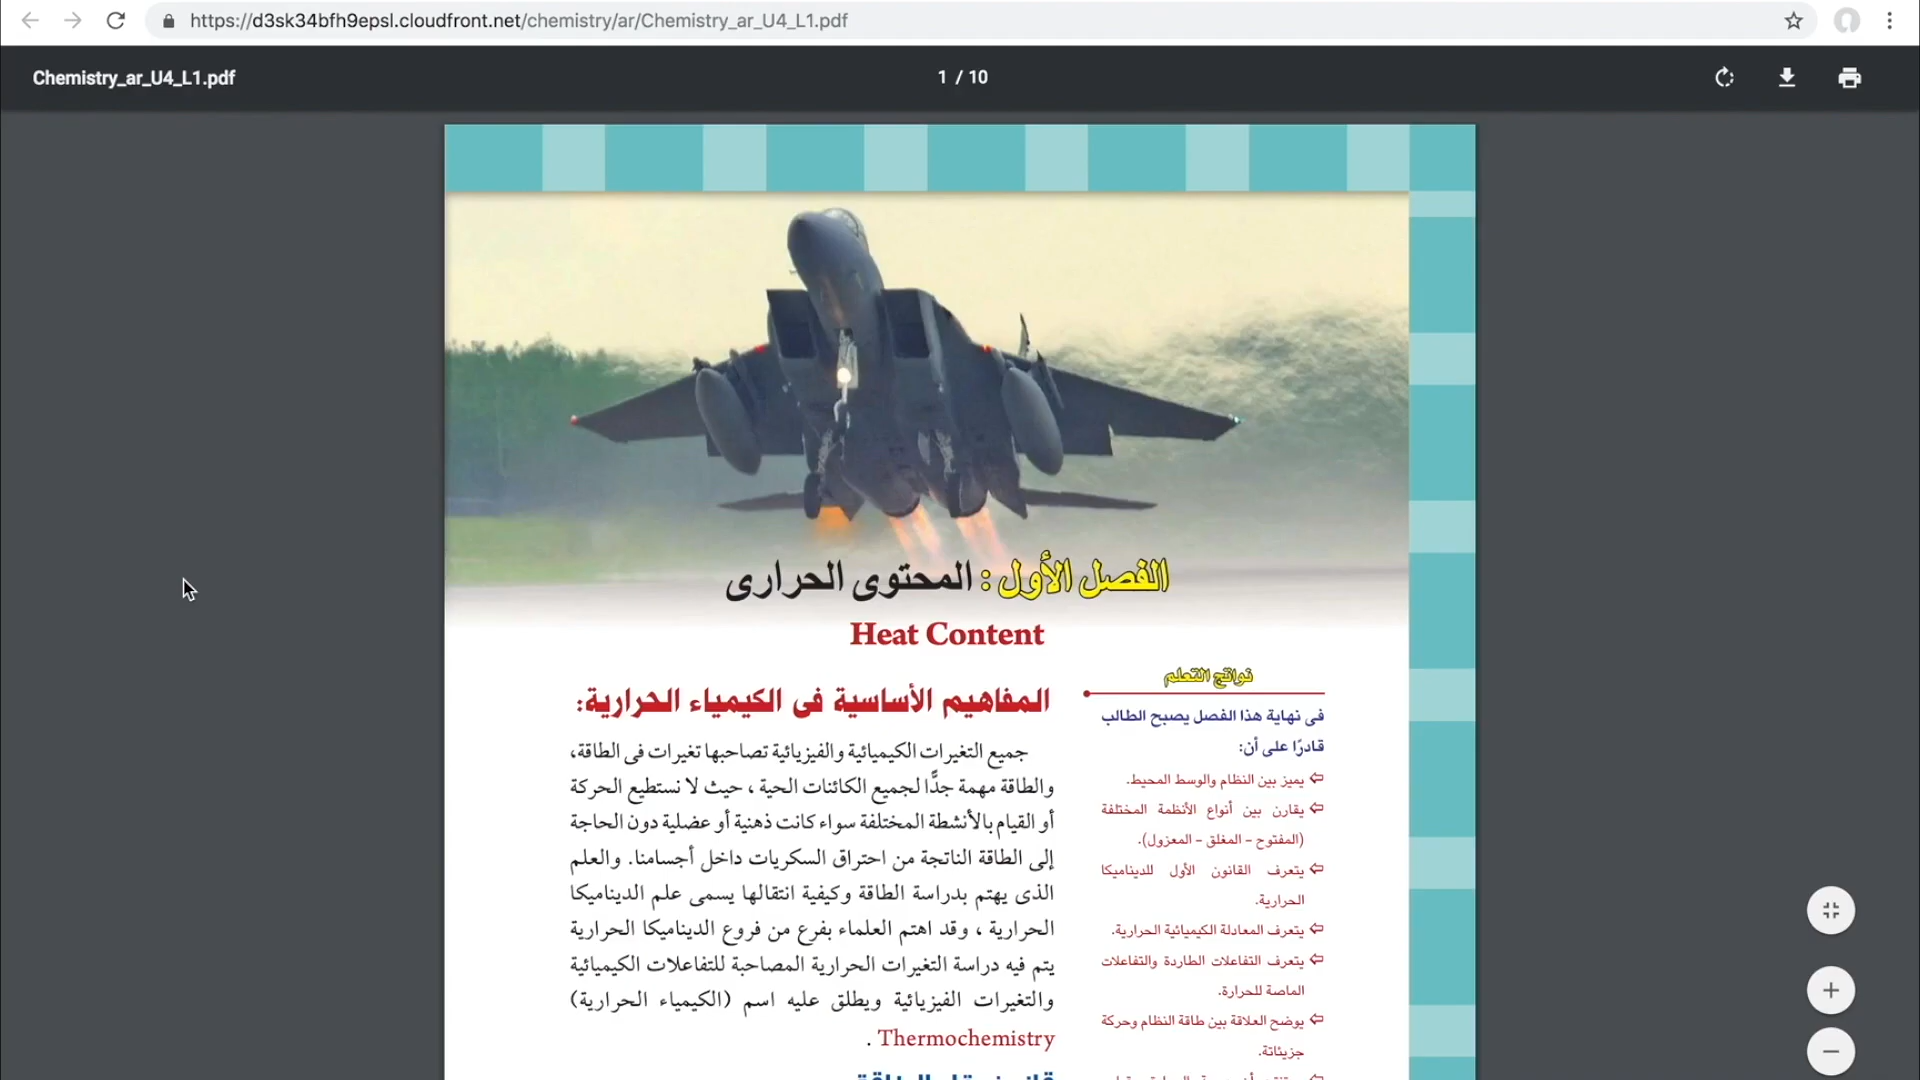 https://d3sk34bfh9epsl.cloudfront.net/chemistry/ar/Chemistry_ar_U4_L1.pdf
Chemistry_ar_U4_L1.pdf
1 / 10
الفصل الأول : المحتوى الحرارى
Heat Content
المفاهيم الأساسية فى الكيمياء الحرارية:
جميع التغيرات الكيميائية والفيزيائية تصاحبها تغيرات فى الطاقة،
والطاقة مهمة جدًّا لجميع الكائنات الحية ، حيث لا نستطيع الحركة
أو القيام بالأنشطة المختلفة سواء كانت ذهنية أو عضلية دون الحاجة
إلى الطاقة الناتجة من احتراق السكريات داخل أجسامنا. والعلم
الذى يهتم بدراسة الطاقة وكيفية انتقالها يسمى علم الديناميكا
الحرارية ، وقد اهتم العلماء بفرع من فروع الديناميكا الحرارية
يتم فيه دراسة التغيرات الحرارية المصاحبة للتفاعلات الكيميائية
والتغيرات الفيزيائية ويطلق عليه اسم (الكيمياء الحرارية)
Thermochemistry .
نواتج التعلم
فى نهاية هذا الفصل يصبح الطالب
قادرًا على أن:
⇦ يميز بين النظام والوسط المحيط.
⇦ يقارن بين أنواع الأنظمة المختلفة
(المفتوح – المغلق – المعزول).
⇦ يتعرف القانون الأول للديناميكا
الحرارية.
⇦ يتعرف المعادلة الكيميائية الحرارية.
⇦ يتعرف التفاعلات الطاردة والتفاعلات
الماصة للحرارة.
⇦ يوضح العلاقة بين طاقة النظام وحركة
جزيئاتة.